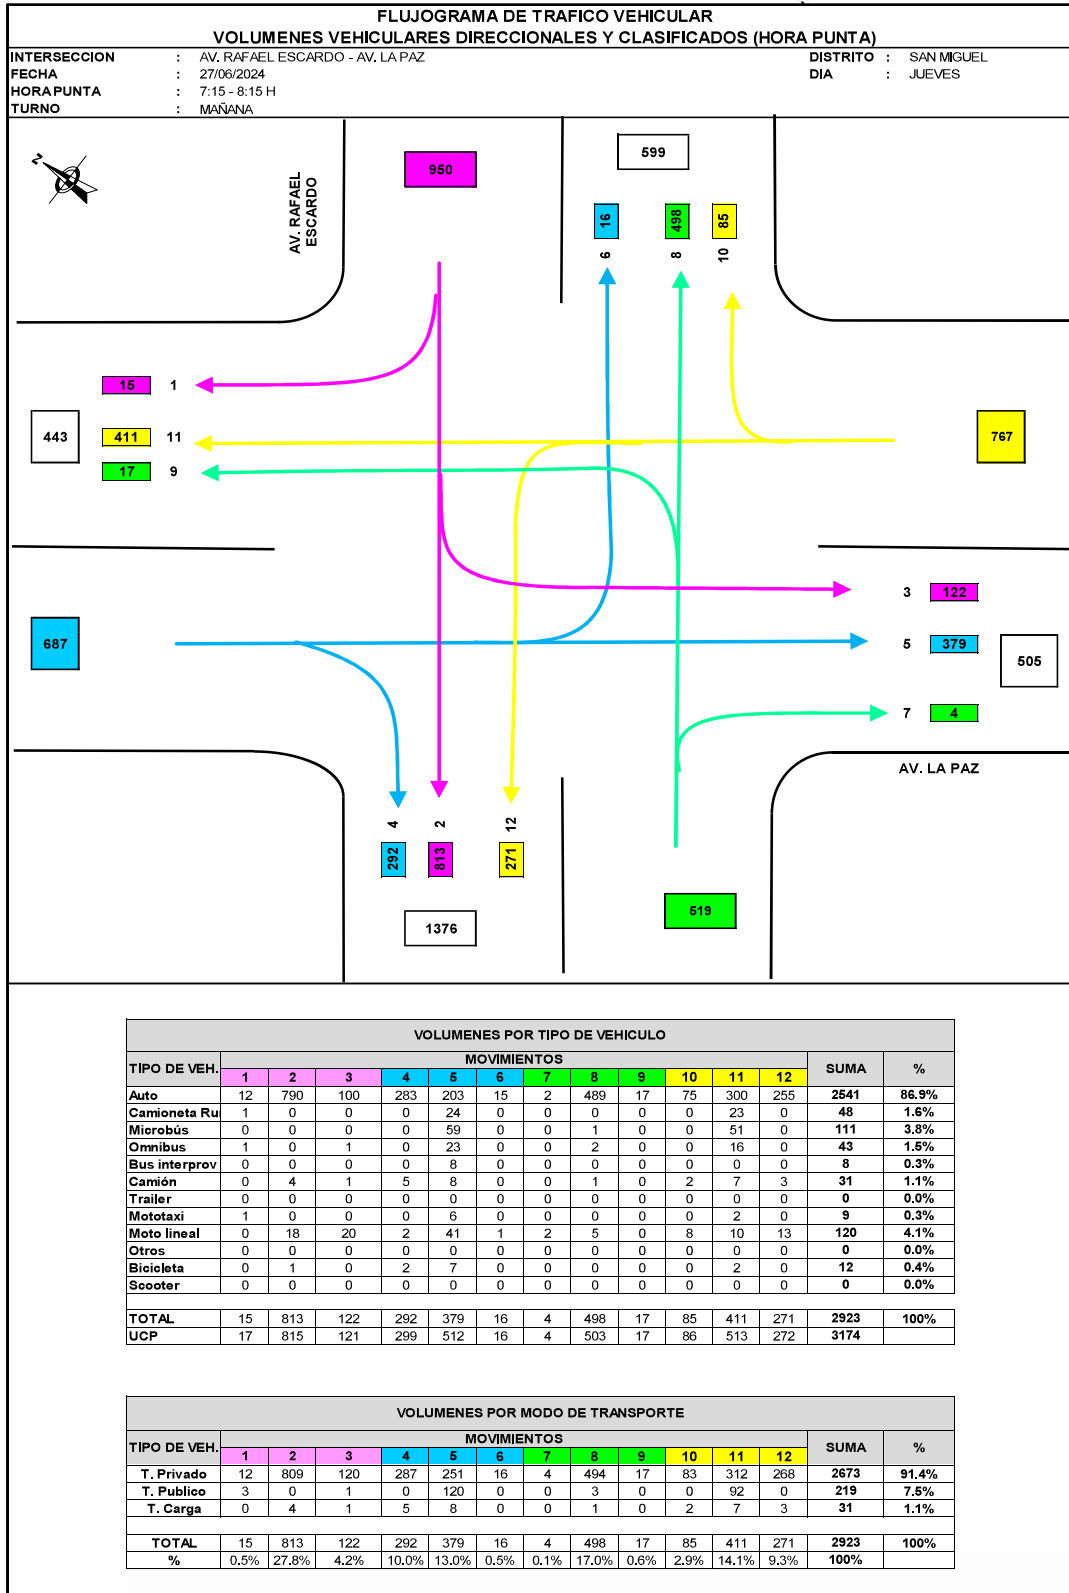 FLUJOGRAMA DE TRAFICO VEHICULAR
VOLUMENES VEHICULARES DIRECCIONALES Y CLASIFICADOS (HORA PUNTA)
INTERSECCION : AV. RAFAEL ESCARDO - AV. LA PAZ DISTRITO : SAN MIGUEL
FECHA : 27/06/2024 DIA : JUEVES
HORA PUNTA : 7:15 - 8:15 H
TURNO : MAÑANA
N
AV. RAFAEL
ESCARDO
950
599
16 498 85
6 8 10
15 1
443 411 11
17 9
767
3 122
687
5 379
505
7 4
AV. LA PAZ
4 2 12
292 813 271
1376
519
VOLUMENES POR TIPO DE VEHICULO
TIPO DE VEH. MOVIMIENTOS SUMA %
1 2 3 4 5 6 7 8 9 10 11 12
Auto 12 790 100 283 203 15 2 489 17 75 300 255 2541 86.9%
Camioneta Ru 1 0 0 0 24 0 0 0 0 0 23 0 48 1.6%
Microbús 0 0 0 0 59 0 0 1 0 0 51 0 111 3.8%
Omnibus 1 0 1 0 23 0 0 2 0 0 16 0 43 1.5%
Bus interprov 0 0 0 0 8 0 0 0 0 0 0 0 8 0.3%
Camión 0 4 1 5 8 0 0 1 0 2 7 3 31 1.1%
Trailer 0 0 0 0 0 0 0 0 0 0 0 0 0 0.0%
Mototaxi 1 0 0 0 6 0 0 0 0 0 2 0 9 0.3%
Moto lineal 0 18 20 2 41 1 2 5 0 8 10 13 120 4.1%
Otros 0 0 0 0 0 0 0 0 0 0 0 0 0 0.0%
Bicicleta 0 1 0 2 7 0 0 0 0 0 2 0 12 0.4%
Scooter 0 0 0 0 0 0 0 0 0 0 0 0 0 0.0%
TOTAL 15 813 122 292 379 16 4 498 17 85 411 271 2923 100%
UCP 17 815 121 299 512 16 4 503 17 86 513 272 3174
VOLUMENES POR MODO DE TRANSPORTE
TIPO DE VEH. MOVIMIENTOS SUMA %
1 2 3 4 5 6 7 8 9 10 11 12
T. Privado 12 809 120 287 251 16 4 494 17 83 312 268 2673 91.4%
T. Publico 3 0 1 0 120 0 0 3 0 0 92 0 219 7.5%
T. Carga 0 4 1 5 8 0 0 1 0 2 7 3 31 1.1%
TOTAL 15 813 122 292 379 16 4 498 17 85 411 271 2923 100%
% 0.5% 27.8% 4.2% 10.0% 13.0% 0.5% 0.1% 17.0% 0.6% 2.9% 14.1% 9.3% 100%